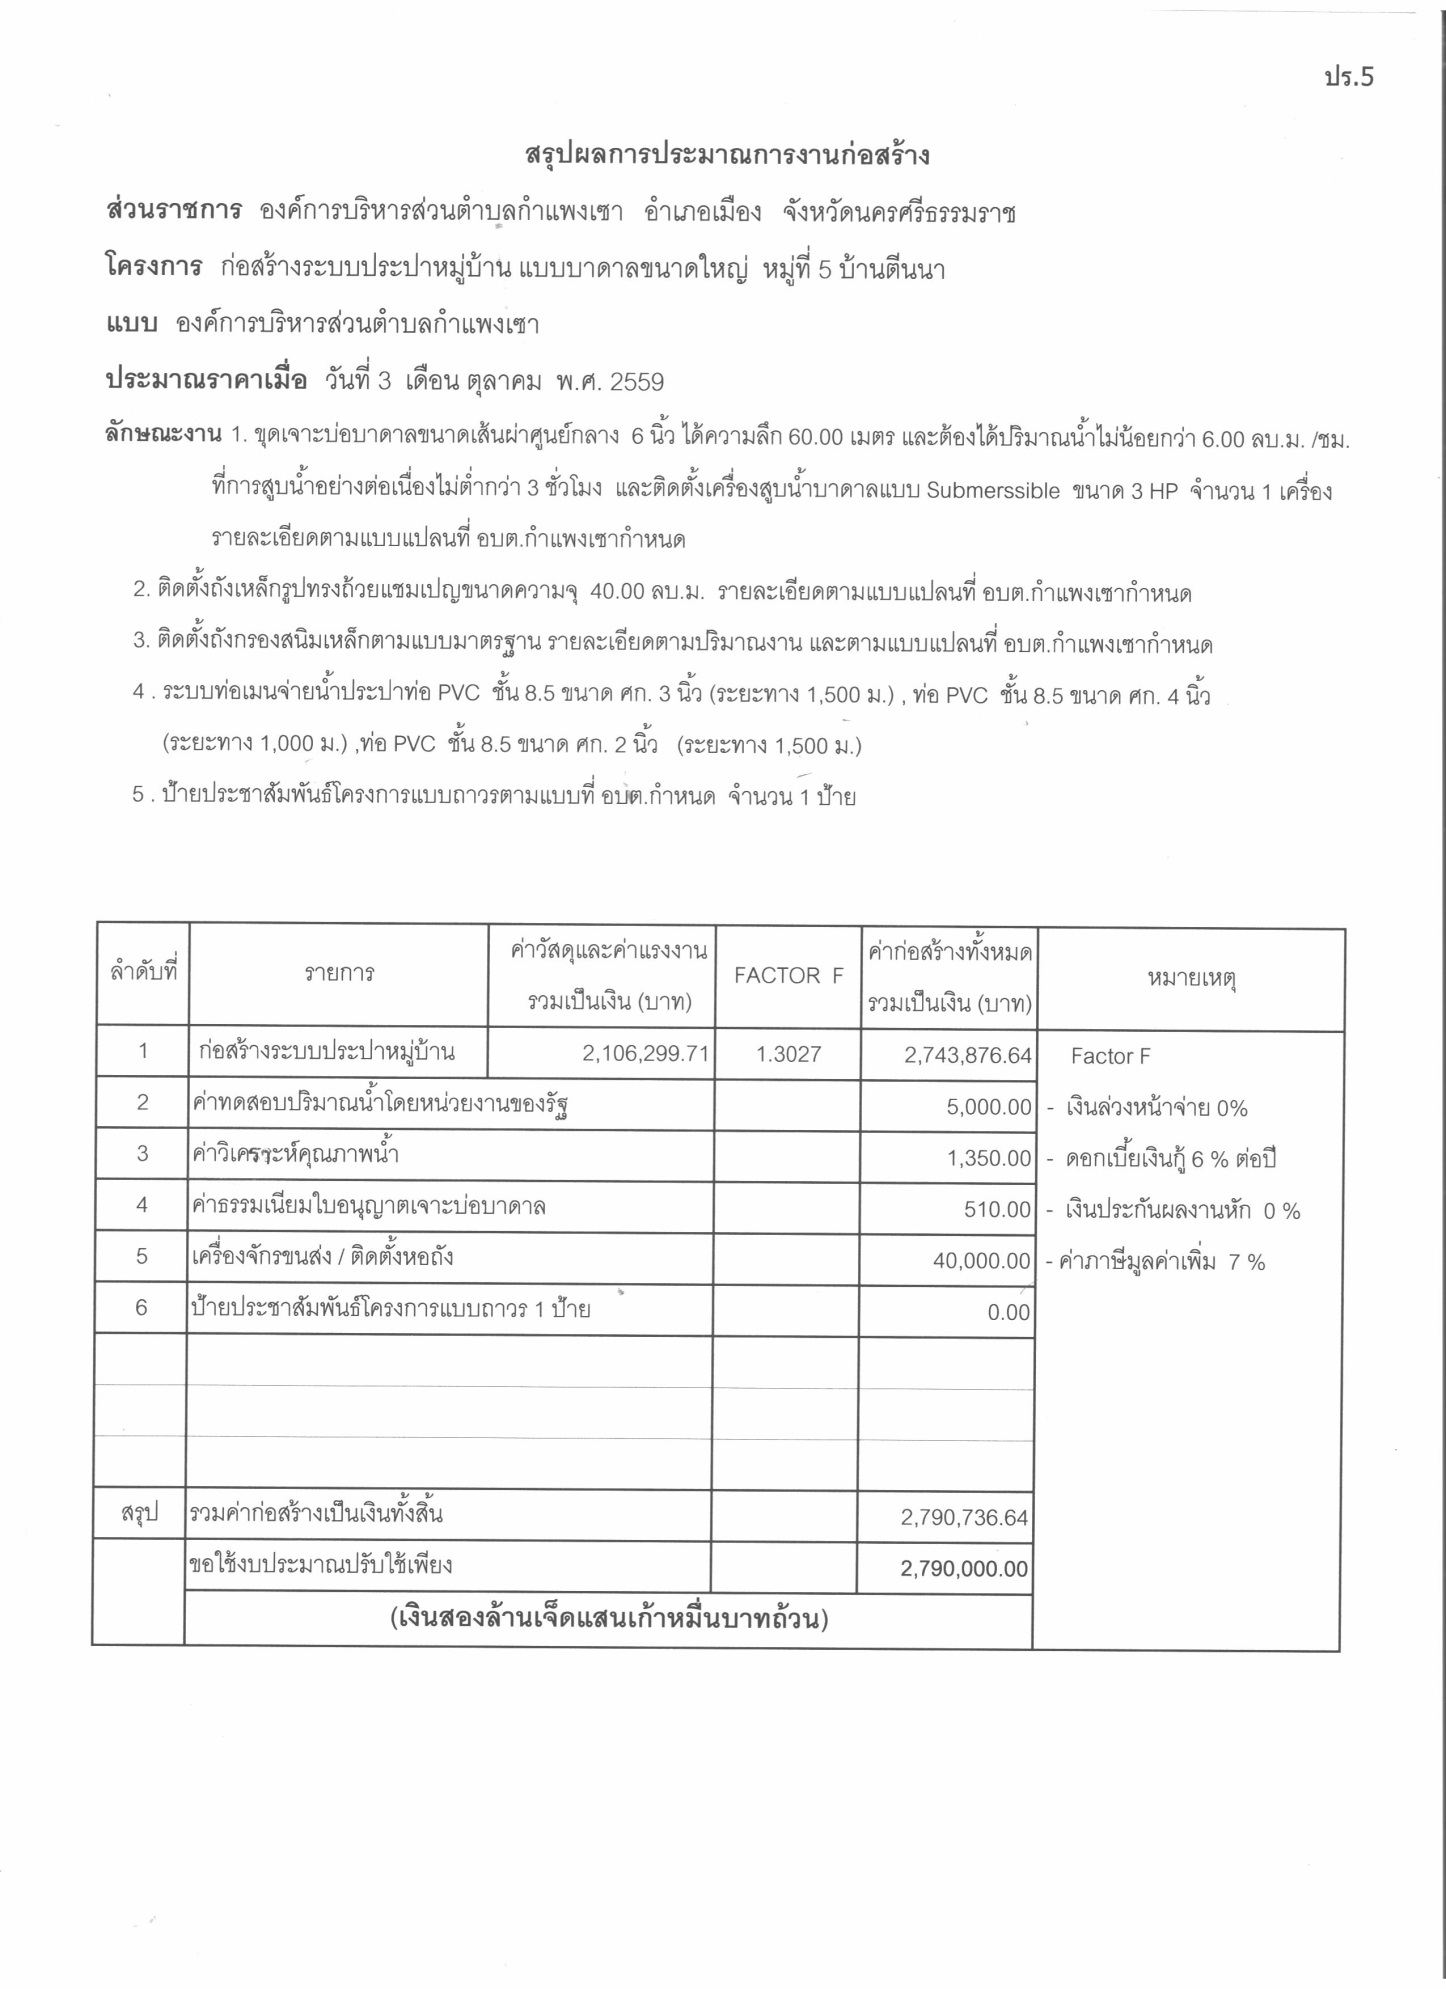 ปร.5
สรุปผลการประมาณการงานก่อสร้าง
ส่วนราชการ องค์การบริหารส่วนตำบลกำแพงเซา อำเภอเมือง จังหวัดนครศรีธรรมราช
โครงการ ก่อสร้างระบบประปาหมู่บ้าน แบบบาดาลขนาดใหญ่ หมู่ที่ 5 บ้านตีนนา
แบบ องค์การบริหารส่วนตำบลกำแพงเซา
ประมาณราคาเมื่อ วันที่ 3 เดือน ตุลาคม พ.ศ. 2559
ลักษณะงาน 1. ขุดเจาะบ่อบาดาลขนาดเส้นผ่าศูนย์กลาง 6 นิ้ว ได้ความลึก 60.00 เมตร และต้องได้ปริมาณน้ำไม่น้อยกว่า 6.00 ลบ.ม. /ชม.
ที่การสูบน้ำอย่างต่อเนื่องไม่ต่ำกว่า 3 ชั่วโมง และติดตั้งเครื่องสูบน้ำบาดาลแบบ Submerssible ขนาด 3 HP จำนวน 1 เครื่อง
รายละเอียดตามแบบแปลนที่ อบต.กำแพงเซากำหนด
2. ติดตั้งถังเหล็กรูปทรงถ้วยแชมเปญขนาดความจุ 40.00 ลบ.ม. รายละเอียดตามแบบแปลนที่ อบต.กำแพงเซากำหนด
3. ติดตั้งถังกรองสนิมเหล็กตามแบบมาตรฐาน รายละเอียดตามปริมาณงาน และตามแบบแปลนที่ อบต.กำแพงเซากำหนด
4 . ระบบท่อเมนจ่ายน้ำประปาท่อ PVC ชั้น 8.5 ขนาด ศก. 3 นิ้ว (ระยะทาง 1,500 ม.) , ท่อ PVC ชั้น 8.5 ขนาด ศก. 4 นิ้ว
(ระยะทาง 1,000 ม.) ,ท่อ PVC ชั้น 8.5 ขนาด ศก. 2 นิ้ว (ระยะทาง 1,500 ม.)
5 . ป้ายประชาสัมพันธ์โครงการแบบถาวรตามแบบที่ อบต.กำหนด จำนวน 1 ป้าย
ลำดับที่ รายการ ค่าวัสดุและค่าแรงงาน รวมเป็นเงิน (บาท) FACTOR F ค่าก่อสร้างทั้งหมด รวมเป็นเงิน (บาท) หมายเหตุ
1 ก่อสร้างระบบประปาหมู่บ้าน 2,106,299.71 1.3027 2,743,876.64 Factor F
2 ค่าทดสอบปริมาณน้ำโดยหน่วยงานของรัฐ 5,000.00 - เงินล่วงหน้าจ่าย 0%
3 ค่าวิเคราะห์คุณภาพน้ำ 1,350.00 - ดอกเบี้ยเงินกู้ 6 % ต่อปี
4 ค่าธรรมเนียมใบอนุญาตเจาะบ่อบาดาล 510.00 - เงินประกันผลงานหัก 0 %
5 เครื่องจักรขนส่ง / ติดตั้งหอถัง 40,000.00 - ค่าภาษีมูลค่าเพิ่ม 7 %
6 ป้ายประชาสัมพันธ์โครงการแบบถาวร 1 ป้าย 0.00
สรุป รวมค่าก่อสร้างเป็นเงินทั้งสิ้น 2,790,736.64
ขอใช้งบประมาณปรับใช้เพียง 2,790,000.00
(เงินสองล้านเจ็ดแสนเก้าหมื่นบาทถ้วน)